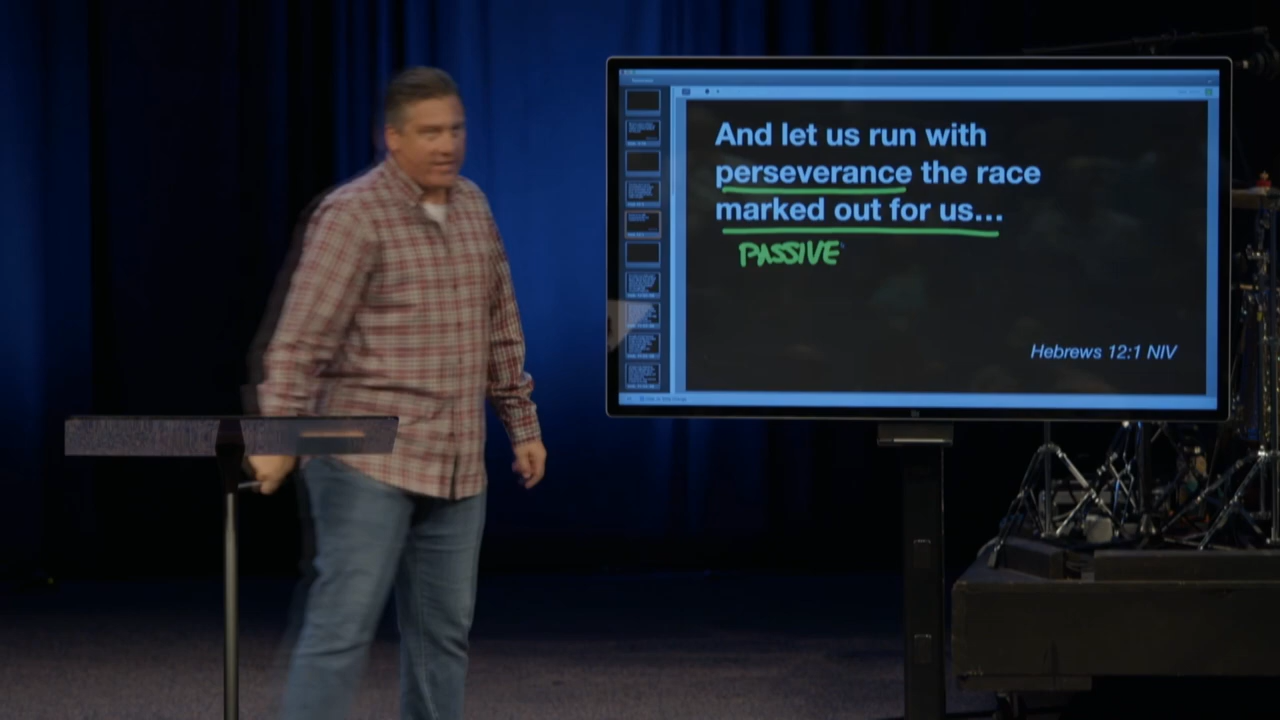 And let us run with
perseverance the race
marked out for us...
PASSIVE
Hebrews 12:1 NIV